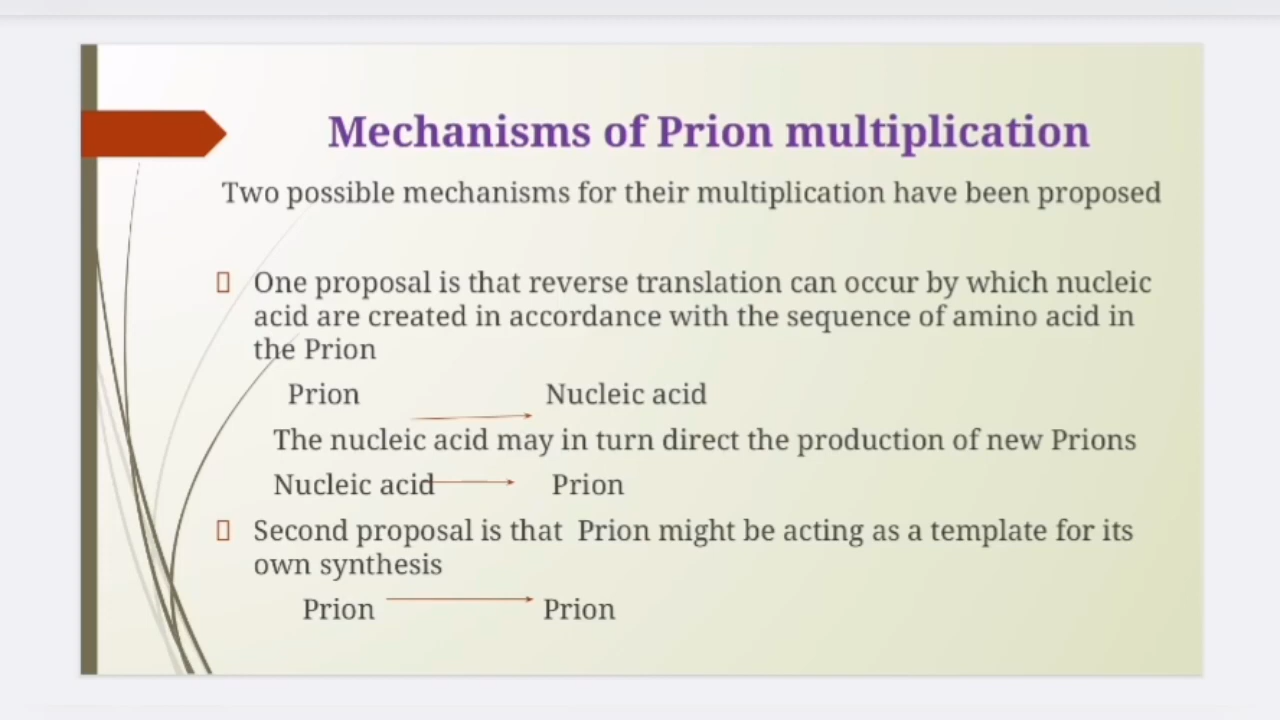 Mechanisms of Prion multiplication
Two possible mechanisms for their multiplication have been proposed
One proposal is that reverse translation can occur by which nucleic
acid are created in accordance with the sequence of amino acid in
the Prion
Prion Nucleic acid
The nucleic acid may in turn direct the production of new Prions
Nucleic acid Prion
Second proposal is that Prion might be acting as a template for its
own synthesis
Prion Prion